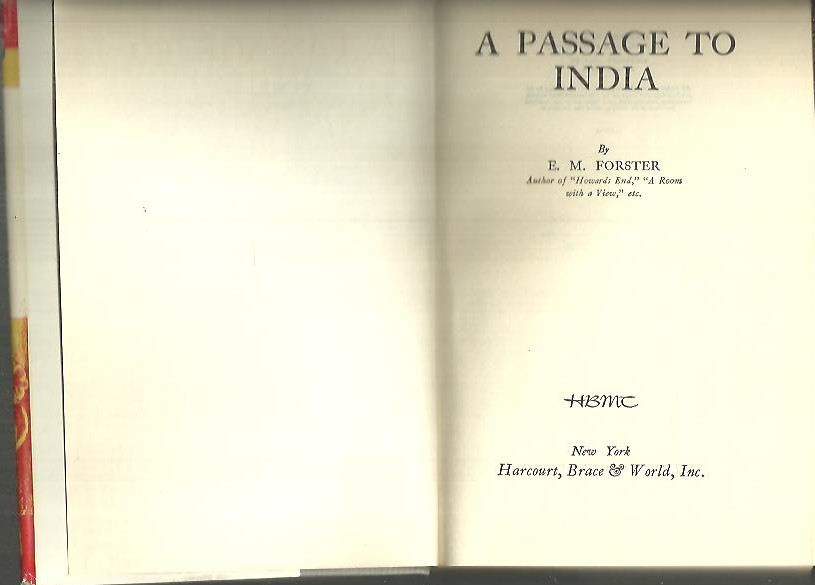 A PASSAGE TO
INDIA
By
E. M. FORSTER
Author of "Howards End," "A Room
with a View," etc.
HBMC
New York
Harcourt, Brace & World, Inc.